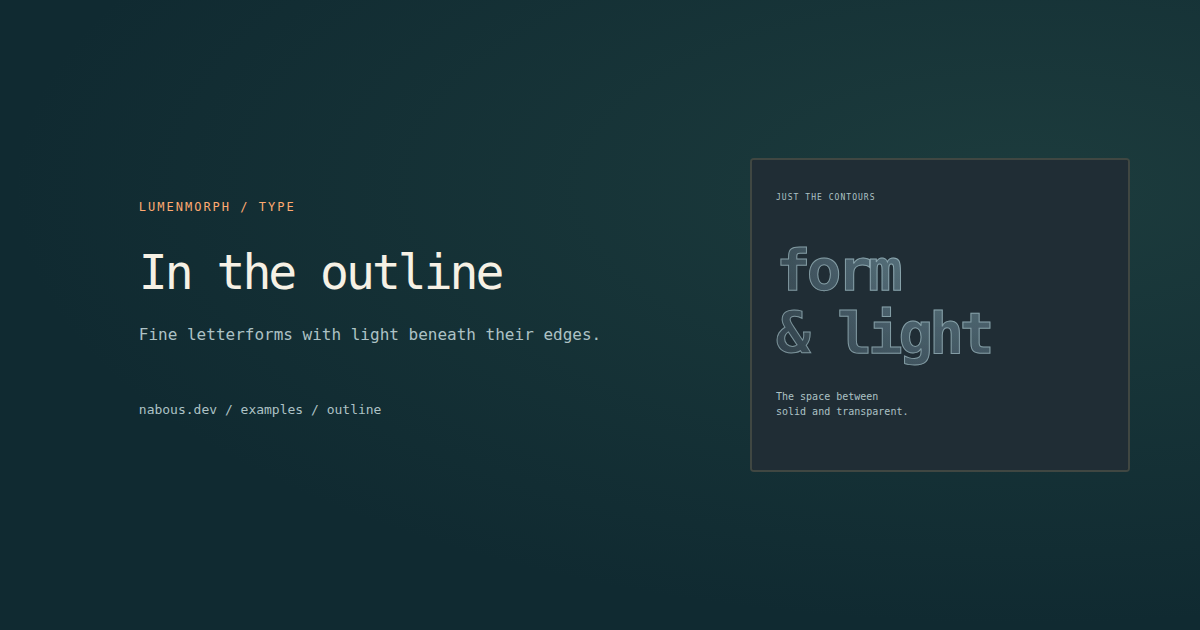 LUMENMORPH / TYPE
In the outline
Fine letterforms with light beneath their edges.
nabous.dev / examples / outline
JUST THE CONTOURS
form
& light
The space between
solid and transparent.